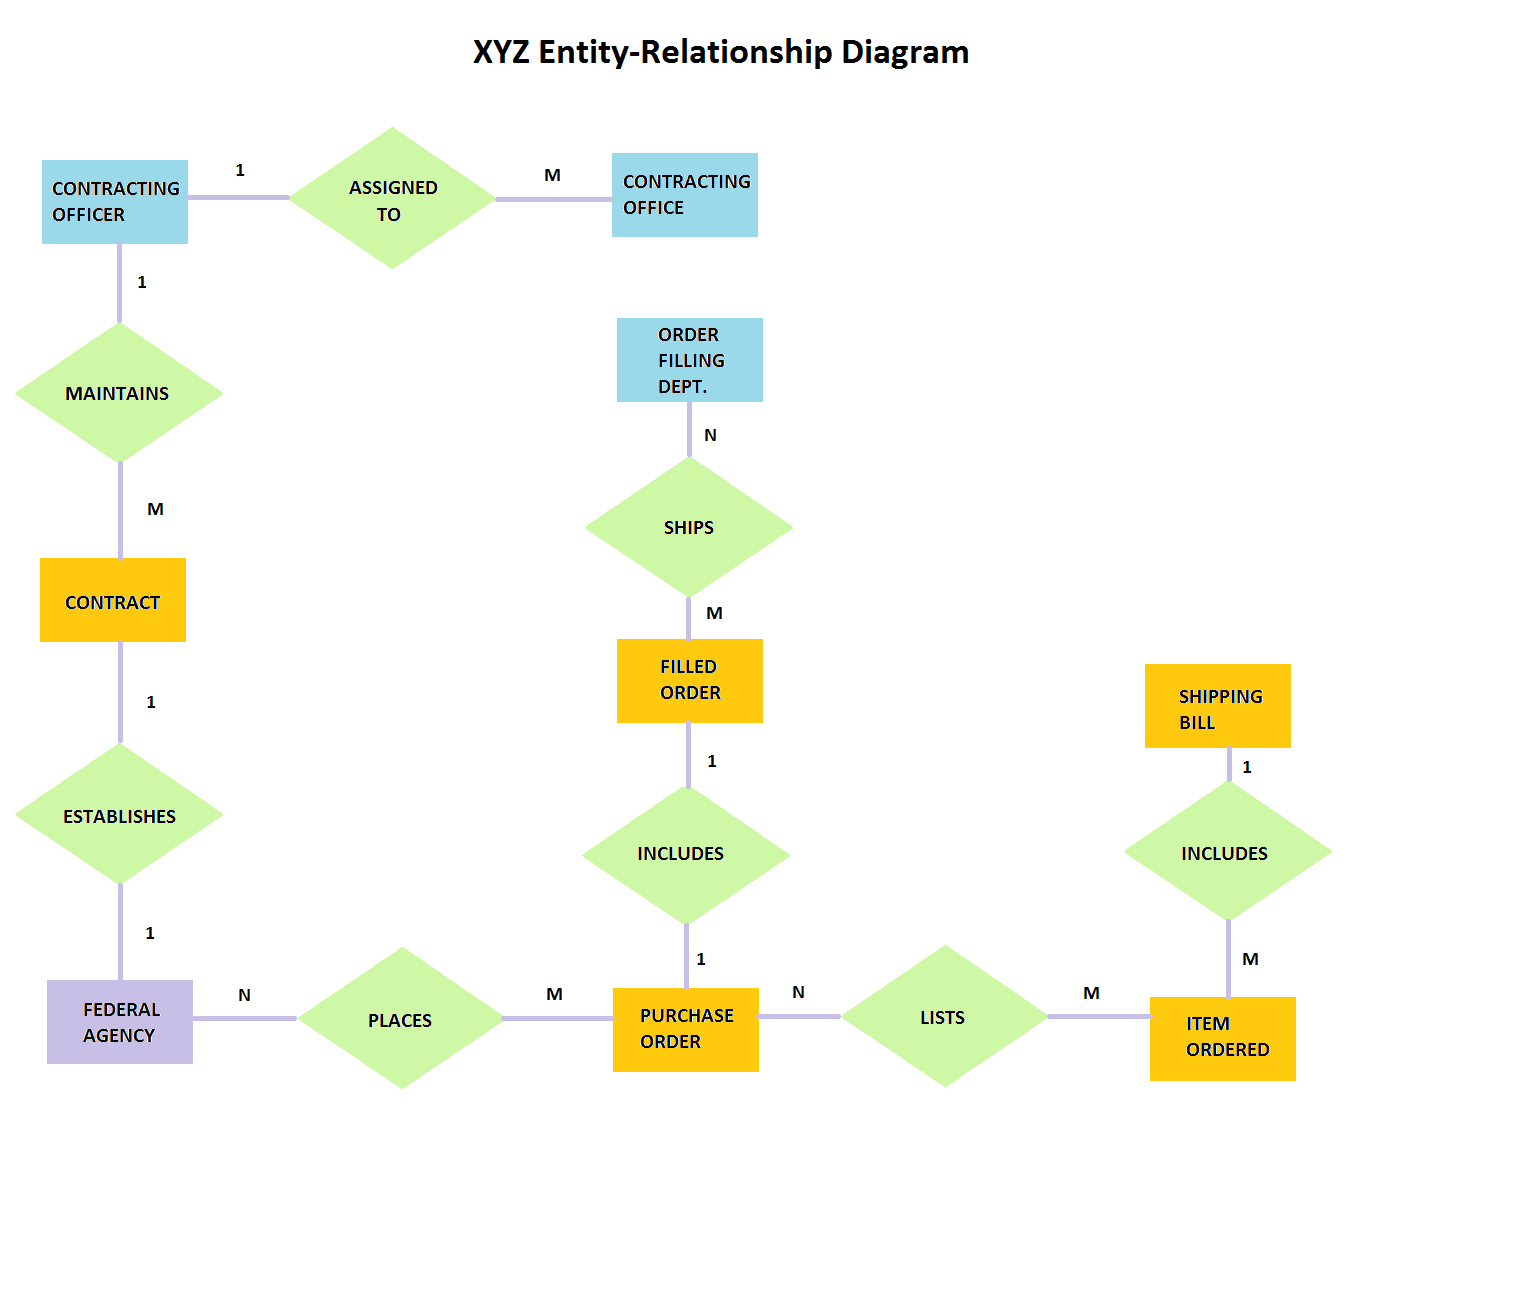 XYZ Entity-Relationship Diagram
1
M
CONTRACTING
OFFICER
ASSIGNED
TO
CONTRACTING
OFFICE
1
ORDER
FILLING
DEPT.
MAINTAINS
N
M
SHIPS
CONTRACT
M
FILLED
ORDER
SHIPPING
BILL
1
1
1
ESTABLISHES
INCLUDES
INCLUDES
1
1
M
FEDERAL
AGENCY
N
PLACES
M
PURCHASE
ORDER
N
LISTS
M
ITEM
ORDERED